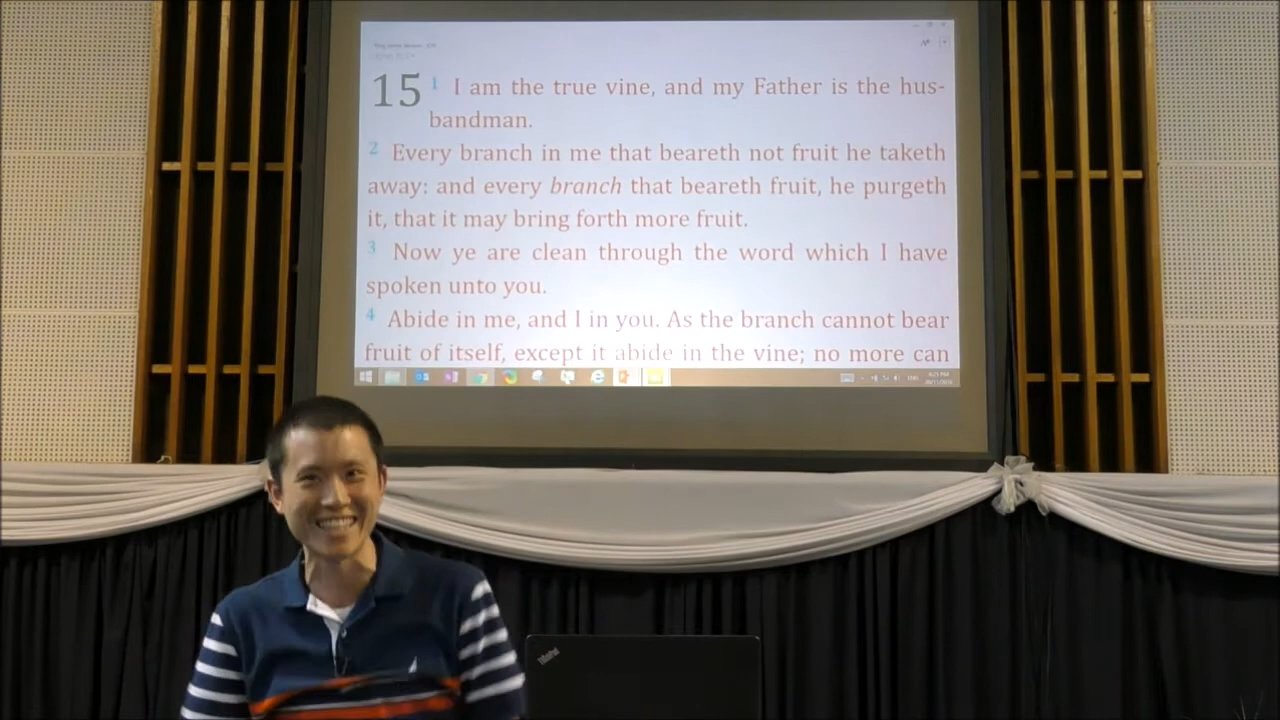 King James Version
15 1 I am the true vine, and my Father is the hus-
bandman.
2 Every branch in me that beareth not fruit he taketh
away: and every branch that beareth fruit, he purgeth
it, that it may bring forth more fruit.
3 Now ye are clean through the word which I have
spoken unto you.
4 Abide in me, and I in you. As the branch cannot bear
fruit of itself, except it abide in the vine; no more can
ENG
ThinkPad